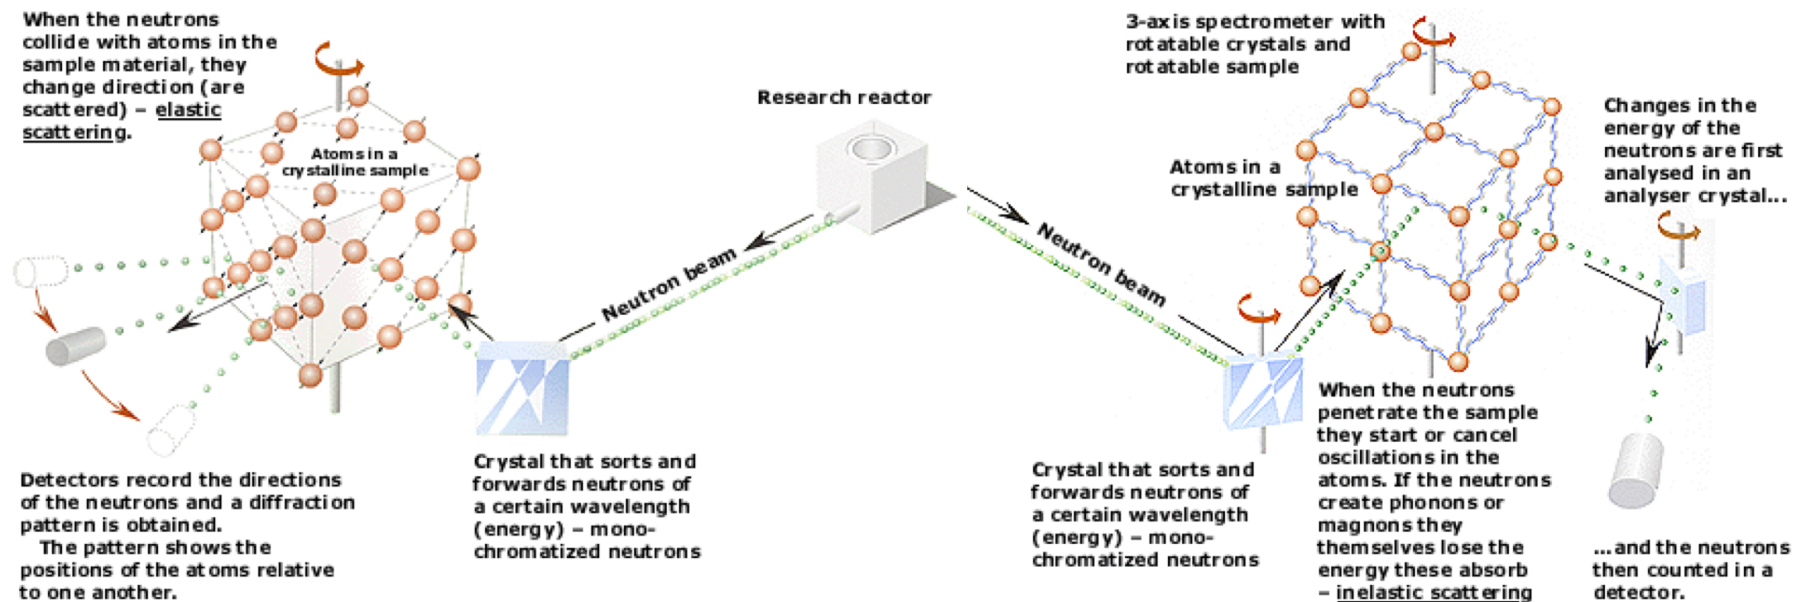 When the neutrons
collide with atoms in the
sample material, they
change direction (are
scattered) – elastic
scattering.
Atoms in a
crystalline sample
Detectors record the directions
of the neutrons and a diffraction
pattern is obtained.
The pattern shows the
positions of the atoms relative
to one another.
Crystal that sorts and
forwards neutrons of
a certain wavelength
(energy) – mono-
chromatized neutrons
Neutron beam
Research reactor
Neutron beam
3-axis spectrometer with
rotatable crystals and
rotatable sample
Atoms in a
crystalline sample
Crystal that sorts and
forwards neutrons of
a certain wavelength
(energy) – mono-
chromatized neutrons
When the neutrons
penetrate the sample
they start or cancel
oscillations in the
atoms. If the neutrons
create phonons or
magnons they
themselves lose the
energy these absorb
– inelastic scattering
Changes in the
energy of the
neutrons are first
analysed in an
analyser crystal...
...and the neutrons
then counted in a
detector.